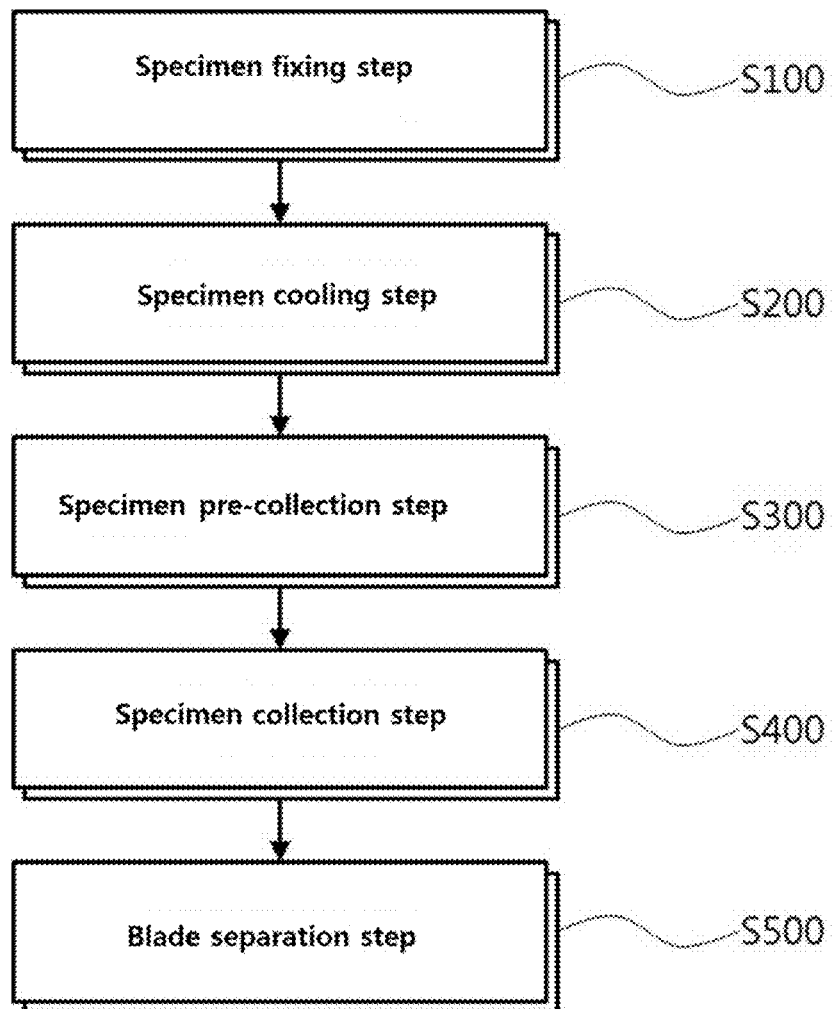 Specimen fixing step
S100
Specimen cooling step
S200
Specimen pre-collection step
S300
Specimen collection step
S400
Blade separation step
S500